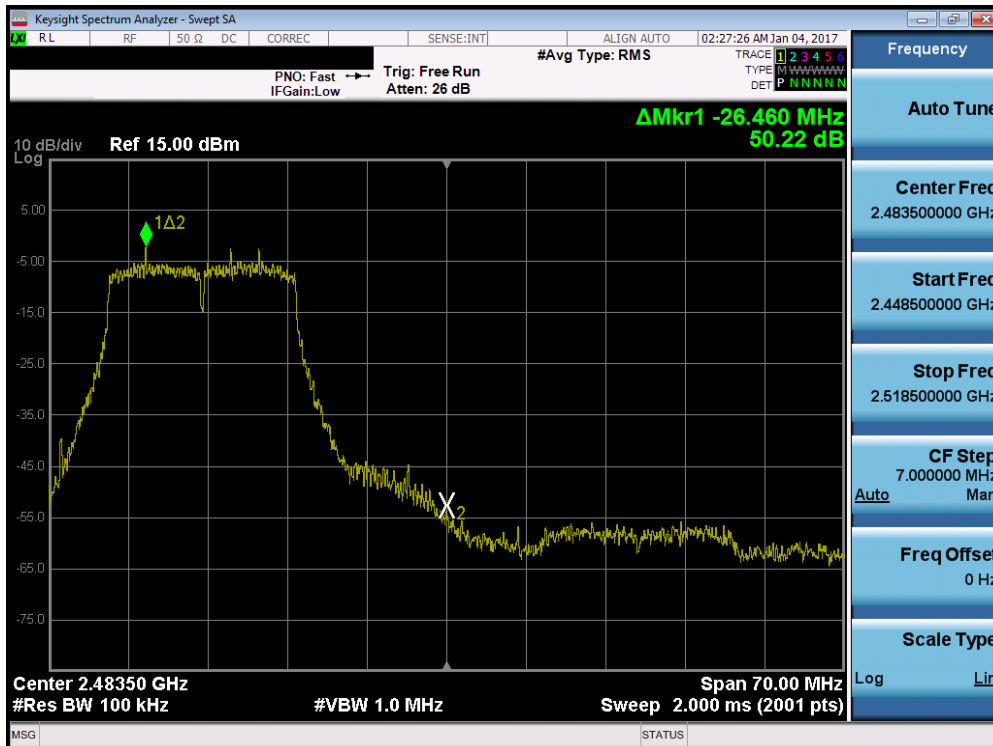 Keysight Spectrum Analyzer - Swept SA
LXI RL RF 50 Ω DC CORREC SENSE:INT ALIGN AUTO 02:27:26 AM Jan 04, 2017
PNO: Fast
IFGain:Low
Trig: Free Run
Atten: 26 dB
#Avg Type: RMS
TRACE 1 2 3 4 5 6
TYPE M W W W W W
DET P N N N N N
ΔMkr1 -26.460 MHz
50.22 dB
10 dB/div
Log
Ref 15.00 dBm
5.00
-5.00
-15.0
-25.0
-35.0
-45.0
-55.0
-65.0
-75.0
1Δ2
X2
Center 2.48350 GHz
Span 70.00 MHz
#Res BW 100 kHz
#VBW 1.0 MHz
Sweep 2.000 ms (2001 pts)
MSG
STATUS
Frequency
Auto Tune
Center Freq
2.483500000 GHz
Start Freq
2.448500000 GHz
Stop Freq
2.518500000 GHz
CF Step
7.000000 MHz
Auto Man
Freq Offset
0 Hz
Scale Type
Log Lin